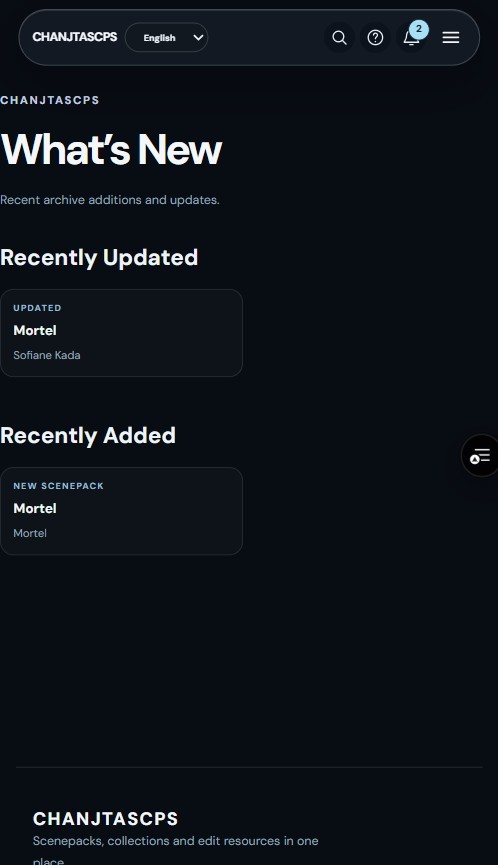 CHANJTASCPS
English
2
CHANJTASCPS
What’s New
Recent archive additions and updates.
Recently Updated
UPDATED
Mortel
Sofiane Kada
Recently Added
NEW SCENEPACK
Mortel
Mortel
CHANJTASCPS
Scenepacks, collections and edit resources in one
place